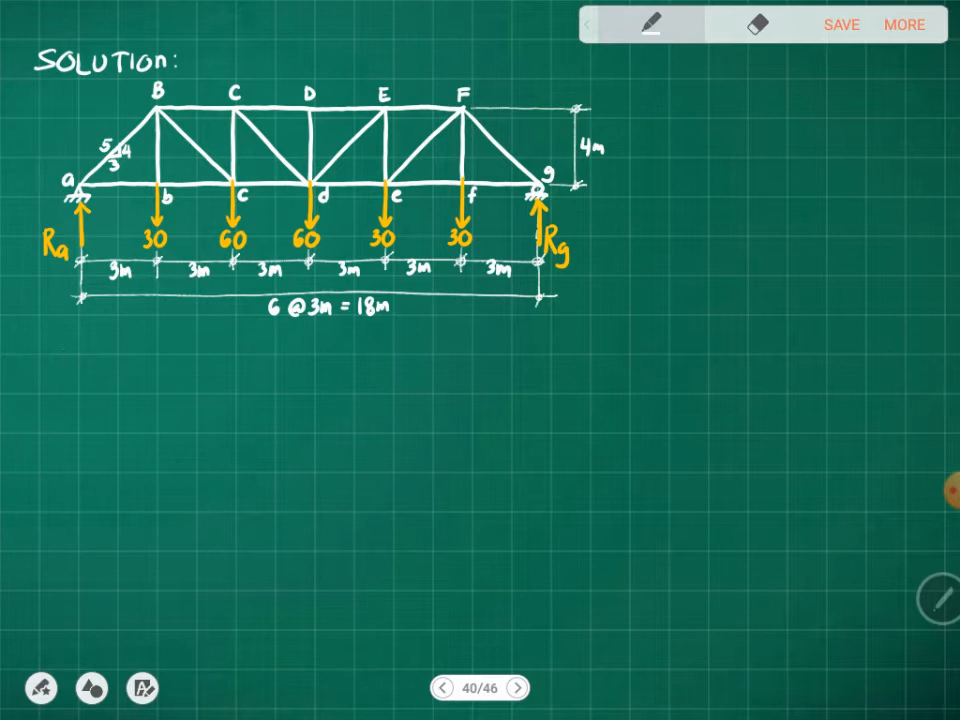 SAVE MORE
SOLUTION:
B C D E F
5 4
3
4m
a b c d e f g
Ra 30 60 60 30 30 Rg
3m 3m 3m 3m 3m 3m
6 @ 3m = 18m
40/46